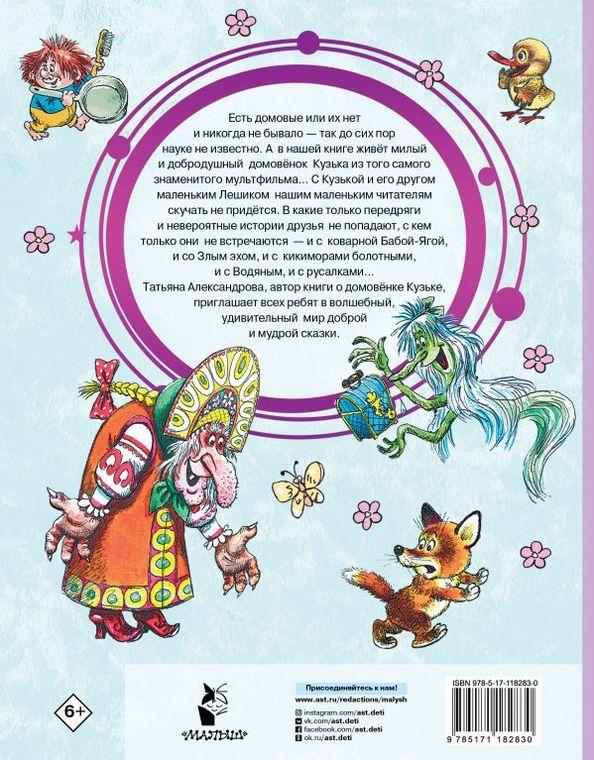 Есть домовые или их нет
и никогда не бывало — так до сих пор
науке не известно. А в нашей книге живёт милый
и добродушный домовёнок Кузька из того самого
знаменитого мультфильма... С Кузькой и его другом
маленьким Лешиком нашим маленьким читателям
скучать не придётся. В какие только передряги
и невероятные истории друзья не попадают, с кем
только они не встречаются — и с коварной Бабой-Ягой,
и со Злым эхом, и с кикиморами болотными,
и с Водяным, и с русалками...
Татьяна Александрова, автор книги о домовёнке Кузьке,
приглашает всех ребят в волшебный,
удивительный мир доброй
и мудрой сказки.
6+
«МАЛЫШ»
Присоединяйтесь к нам!
www.ast.ru/redactions/malysh
instagram.com/ast.deti
vk.com/ast.deti
facebook.com/ast.deti
ok.ru/ast.deti
ISBN 978-5-17-118283-0
9 785171 182830